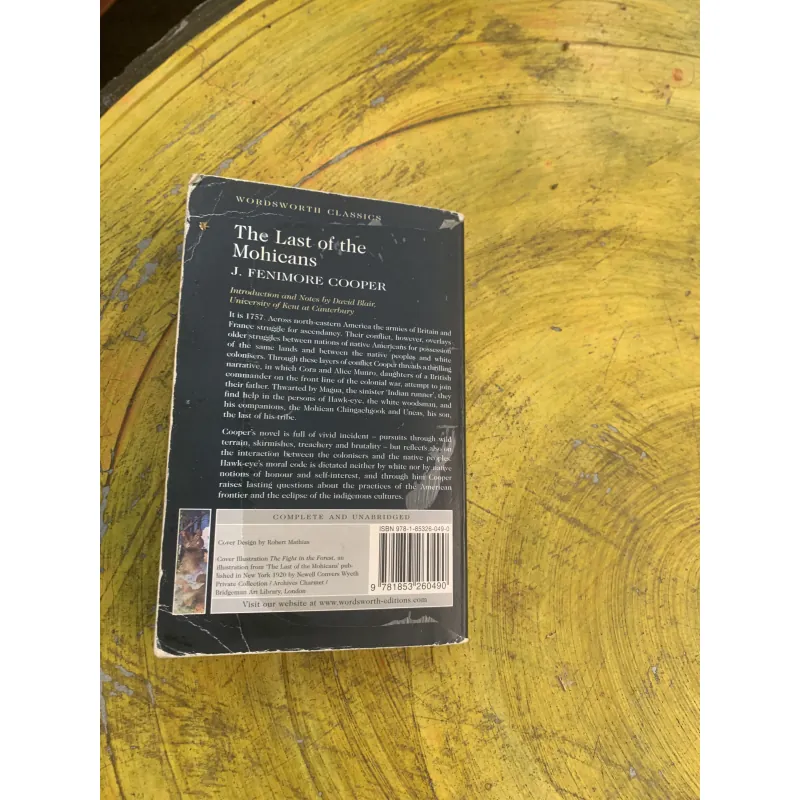 WORDSWORTH CLASSICS
The Last of the
Mohicans
J. FENIMORE COOPER
Introduction and Notes by David Blair,
University of Kent at Canterbury
It is 1757. Across north-eastern America the armies of Britain and
France struggle for ascendancy. Their conflict, however, overlays
older struggles between nations of native Americans for possession
of the same lands and between the native peoples and white
colonisers. Through these layers of conflict Cooper threads a thrilling
narrative, in which Cora and Alice Munro, daughters of a British
commander on the front line of the colonial war, attempt to join
their father. Thwarted by Magua, the sinister 'Indian runner', they
find help in the persons of Hawk-eye, the white woodsman, and
his companions, the Mohican Chingachgook and Uncas, his son,
the last of his tribe.
Cooper's novel is full of vivid incident – pursuits through wild
terrain, skirmishes, treachery and brutality – but reflects also on
the interaction between the colonisers and the native peoples.
Hawk-eye's moral code is dictated neither by white nor by native
notions of honour and self-interest, and through him Cooper
raises lasting questions about the practices of the American
frontier and the eclipse of the indigenous cultures.
COMPLETE AND UNABRIDGED
ISBN 978-1-85326-049-0
Cover Design by Robert Mathias
Cover Illustration The Fight in the Forest, an
illustration from 'The Last of the Mohicans' pub-
lished in New York 1920 by Newell Convers Wyeth
Private Collection / Archives Charmet /
Bridgeman Art Library, London
9 781853 260490
Visit our website at www.wordsworth-editions.com